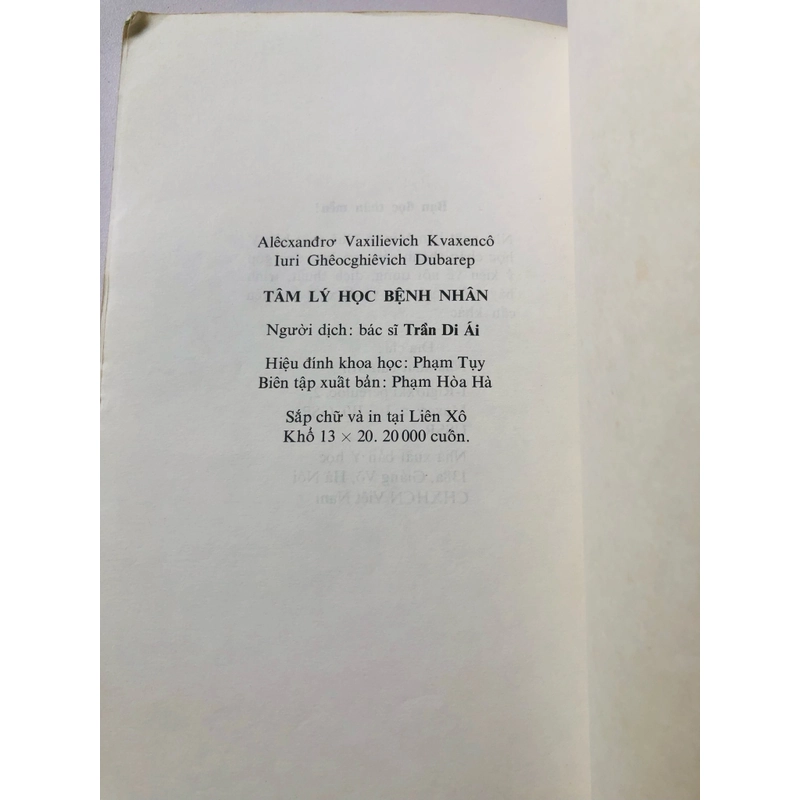 Alêcxanđrơ Vaxilievich Kvaxencô
Iuri Ghêocghiêvich Dubarep
TÂM LÝ HỌC BỆNH NHÂN
Người dịch: bác sĩ Trần Di Ái
Hiệu đính khoa học: Phạm Tụy
Biên tập xuất bản: Phạm Hòa Hà
Sắp chữ và in tại Liên Xô
Khổ 13 × 20. 20 000 cuốn.